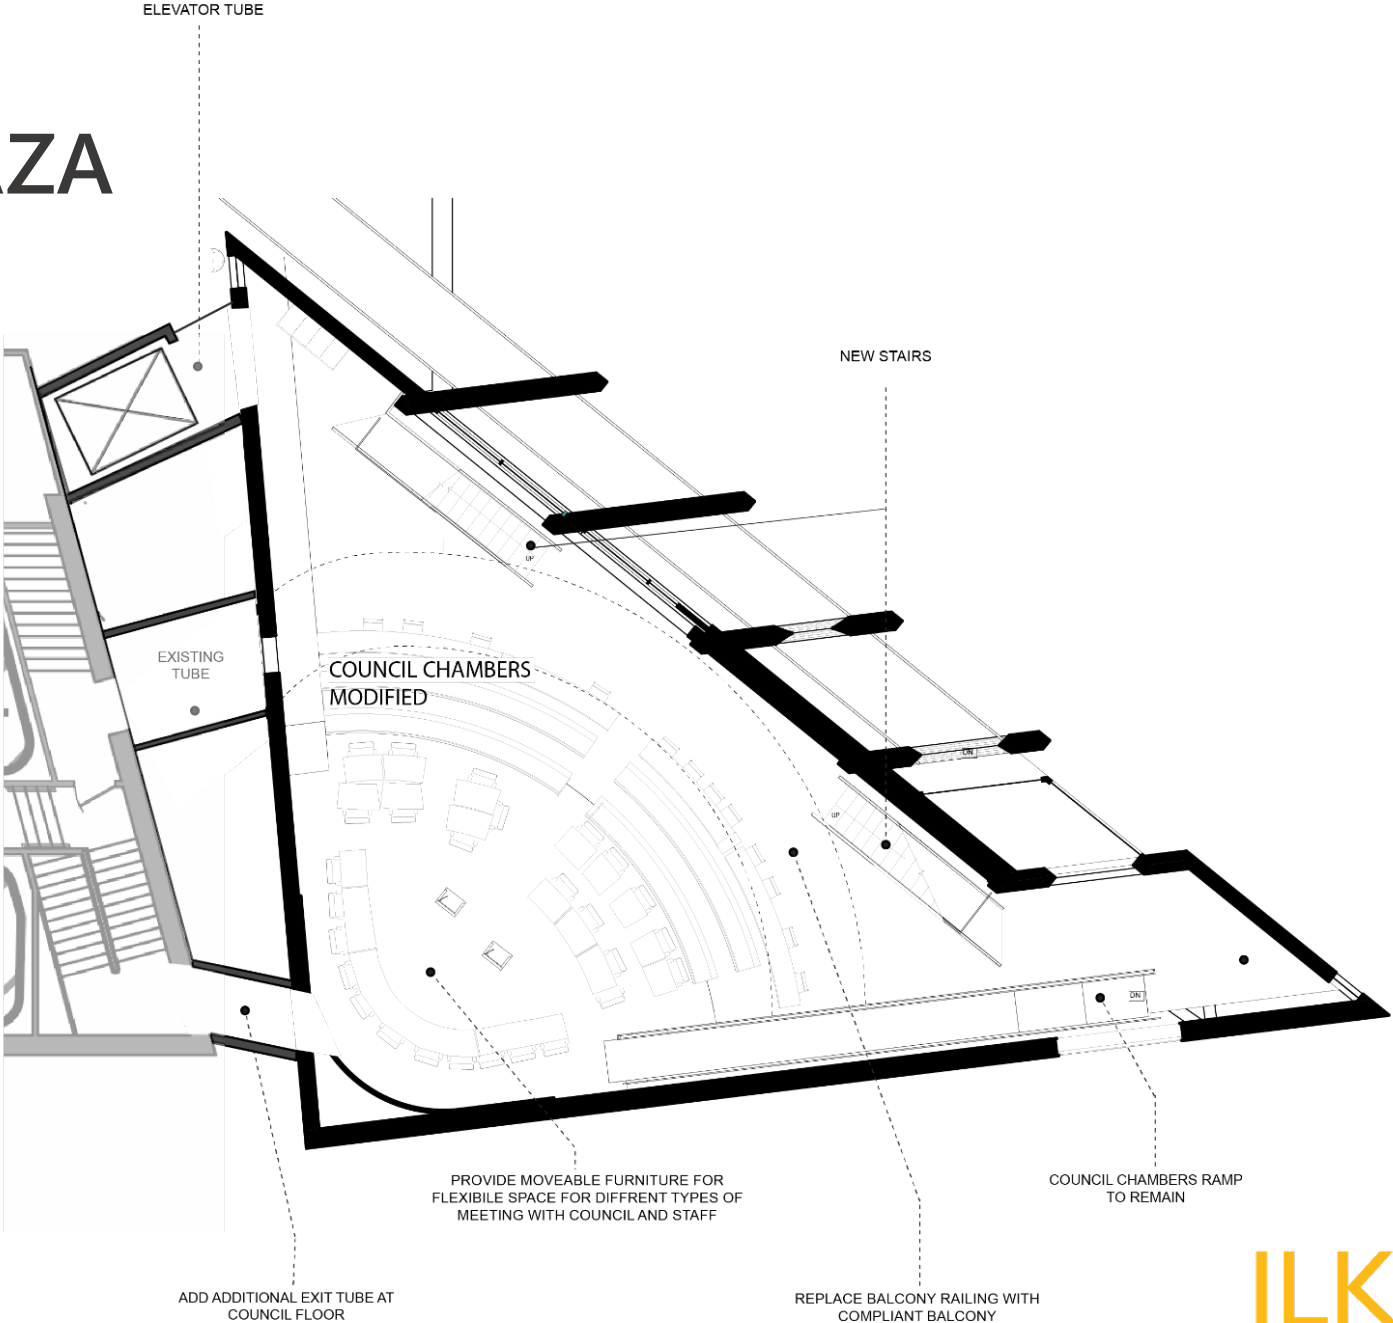 ELEVATOR TUBE
AZA
NEW STAIRS
UP
EXISTING
TUBE
COUNCIL CHAMBERS
MODIFIED
DN
UP
DN
PROVIDE MOVEABLE FURNITURE FOR
FLEXIBILE SPACE FOR DIFFRENT TYPES OF
MEETING WITH COUNCIL AND STAFF
COUNCIL CHAMBERS RAMP
TO REMAIN
ADD ADDITIONAL EXIT TUBE AT
COUNCIL FLOOR
REPLACE BALCONY RAILING WITH
COMPLIANT BALCONY
ILK